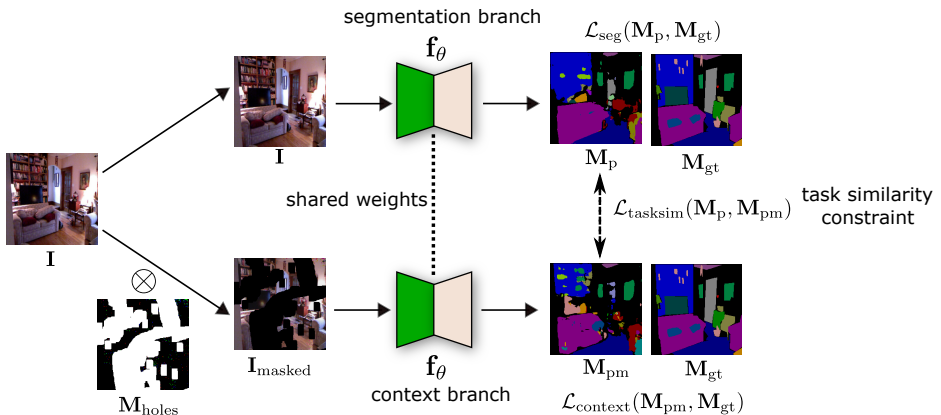 segmentation branch
f_θ
L_seg(M_p, M_gt)
I
M_p
M_gt
shared weights
L_tasksim(M_p, M_pm)
task similarity
constraint
I
⊗
I_masked
f_θ
M_pm
M_gt
M_holes
context branch
L_context(M_pm, M_gt)